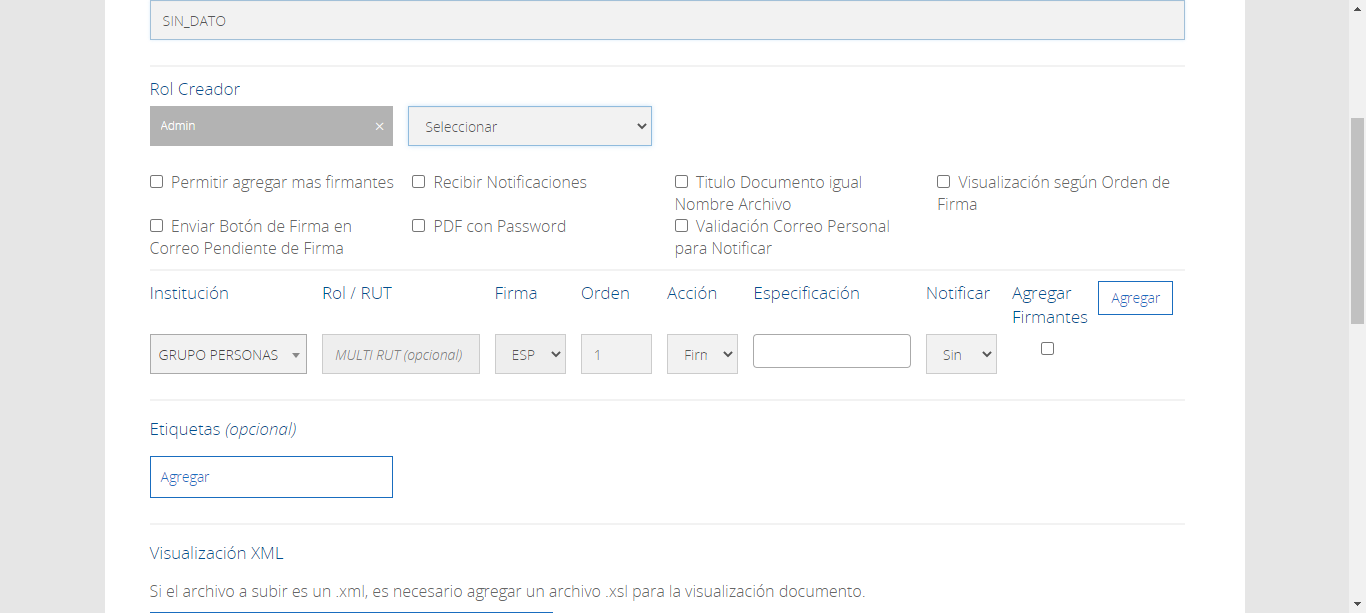 SIN_DATO
Rol Creador
Admin ×
Seleccionar
Permitir agregar mas firmantes
Recibir Notificaciones
Titulo Documento igual
Nombre Archivo
Visualización según Orden de
Firma
Enviar Botón de Firma en
Correo Pendiente de Firma
PDF con Password
Validación Correo Personal
para Notificar
Institución Rol / RUT Firma Orden Acción Especificación Notificar Agregar
Firmantes
Agregar
GRUPO PERSONAS MULTI RUT (opcional) ESP 1 Firn Sin
Etiquetas (opcional)
Agregar
Visualización XML
Si el archivo a subir es un .xml, es necesario agregar un archivo .xsl para la visualización documento.